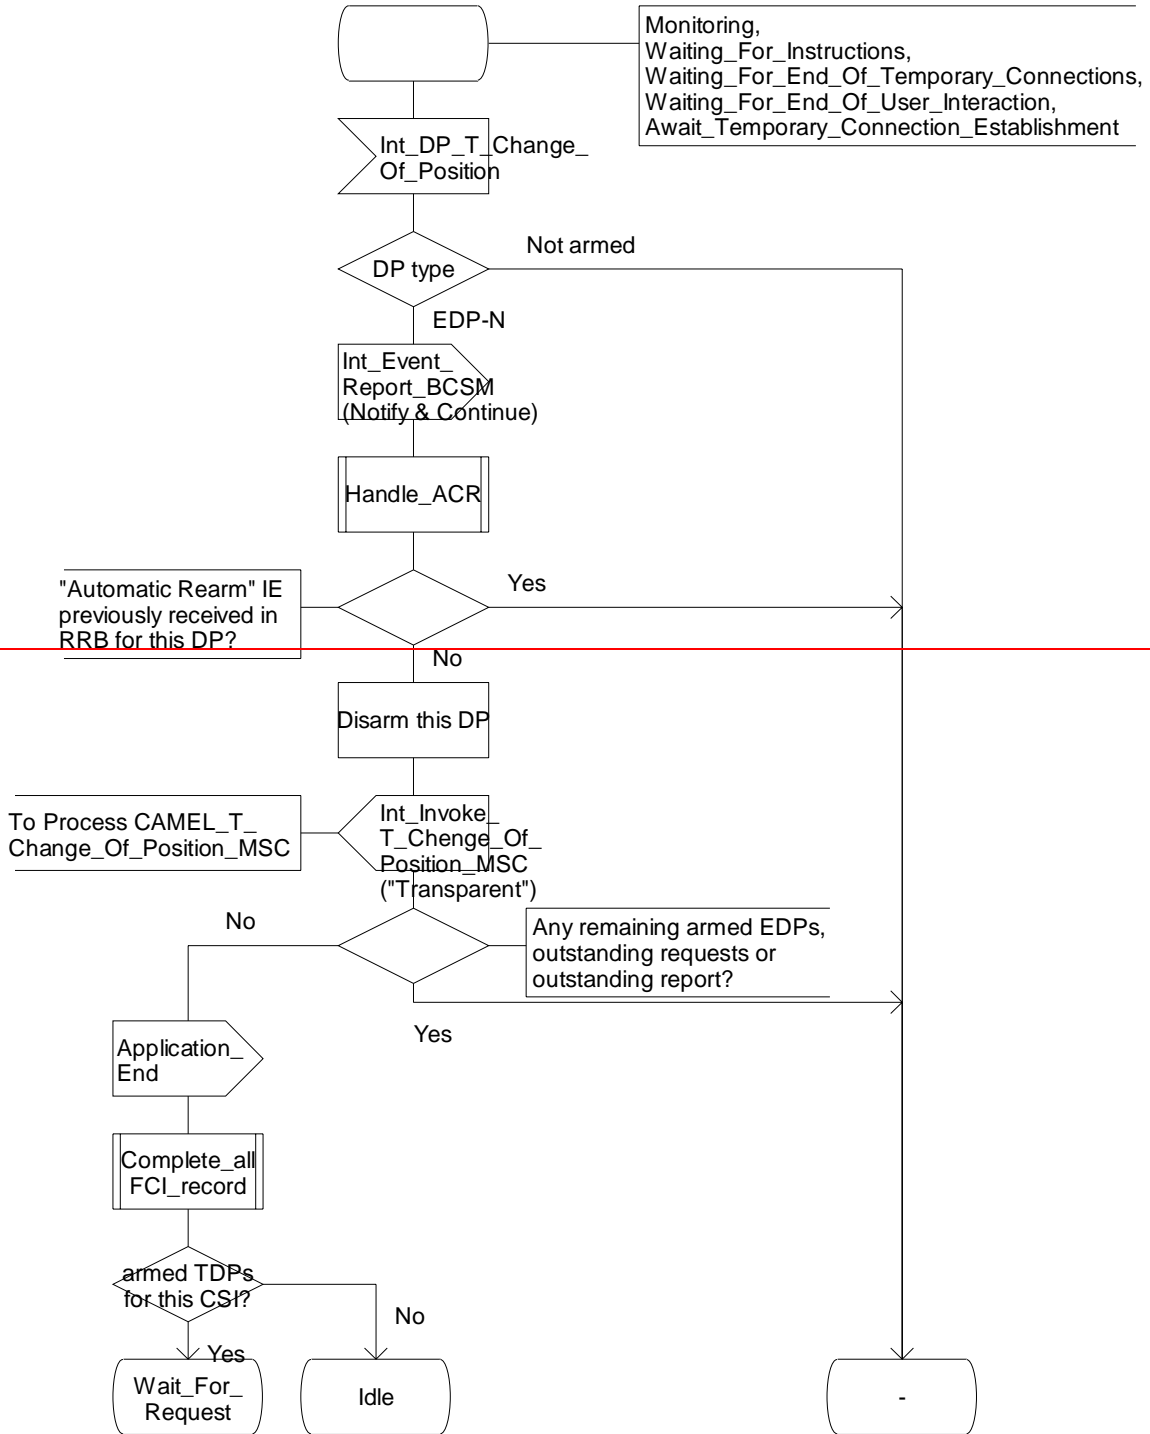 Monitoring,
Waiting_For_Instructions,
Waiting_For_End_Of_Temporary_Connections,
Waiting_For_End_Of_User_Interaction,
Await_Temporary_Connection_Establishment
Int_DP_T_Change_
Of_Position
Not armed
DP type
EDP-N
Int_Event_
Report_BCSM
(Notify & Continue)
Handle_ACR
"Automatic Rearm" IE
previously received in
RRB for this DP?
Yes
No
Disarm this DP
To Process CAMEL_T_
Change_Of_Position_MSC
Int_Invoke_
T_Chenge_Of_
Position_MSC
("Transparent")
No
Any remaining armed EDPs,
outstanding requests or
outstanding report?
Yes
Application_
End
Complete_all
FCI_record
armed TDPs
for this CSI?
No
Yes
Wait_For_
Request
Idle
-